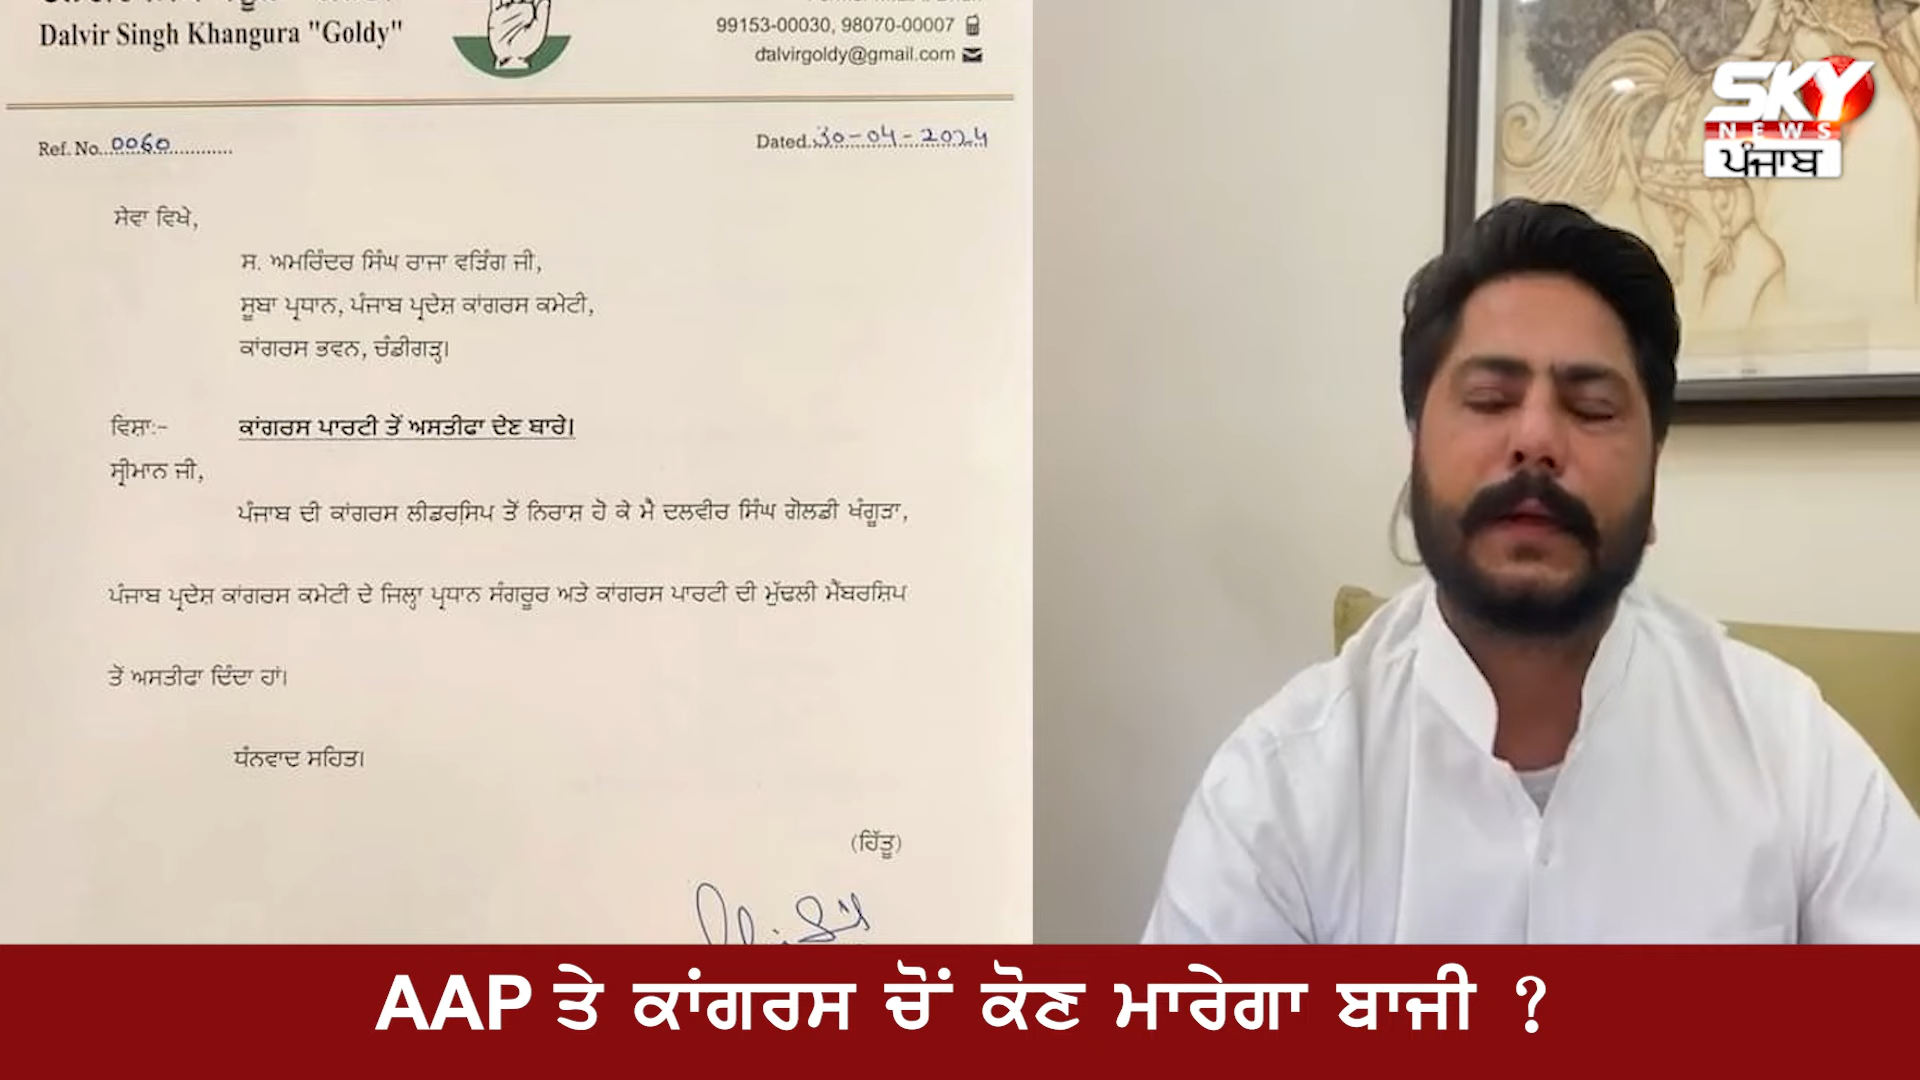 Dalvir Singh Khangura "Goldy"
99153-00030, 98070-00007
dalvirgoldy@gmail.com
Ref. No. 0060
Dated. 30-04-2024
ਸੇਵਾ ਵਿਖੇ,
ਸ. ਅਮਰਿੰਦਰ ਸਿੰਘ ਰਾਜਾ ਵੜਿੰਗ ਜੀ,
ਸੂਬਾ ਪ੍ਰਧਾਨ, ਪੰਜਾਬ ਪ੍ਰਦੇਸ਼ ਕਾਂਗਰਸ ਕਮੇਟੀ,
ਕਾਂਗਰਸ ਭਵਨ, ਚੰਡੀਗੜ੍ਹ।
ਵਿਸ਼ਾ:- ਕਾਂਗਰਸ ਪਾਰਟੀ ਤੋਂ ਅਸਤੀਫਾ ਦੇਣ ਬਾਰੇ।
ਸ੍ਰੀਮਾਨ ਜੀ,
ਪੰਜਾਬ ਦੀ ਕਾਂਗਰਸ ਲੀਡਰਸਿਪ ਤੋਂ ਨਿਰਾਸ਼ ਹੋ ਕੇ ਮੈ ਦਲਵੀਰ ਸਿੰਘ ਗੋਲਡੀ ਖੰਗੂੜਾ,
ਪੰਜਾਬ ਪ੍ਰਦੇਸ਼ ਕਾਂਗਰਸ ਕਮੇਟੀ ਦੇ ਜਿਲ੍ਹਾ ਪ੍ਰਧਾਨ ਸੰਗਰੂਰ ਅਤੇ ਕਾਂਗਰਸ ਪਾਰਟੀ ਦੀ ਮੁੱਢਲੀ ਮੈਂਬਰਸ਼ਿਪ
ਤੋਂ ਅਸਤੀਫਾ ਦਿੰਦਾ ਹਾਂ।
ਧੰਨਵਾਦ ਸਹਿਤ।
(ਹਿੱਤੂ)
SKY
NEWS
ਪੰਜਾਬ
AAP ਤੇ ਕਾਂਗਰਸ ਚੋਂ ਕੋਣ ਮਾਰੇਗਾ ਬਾਜੀ ?